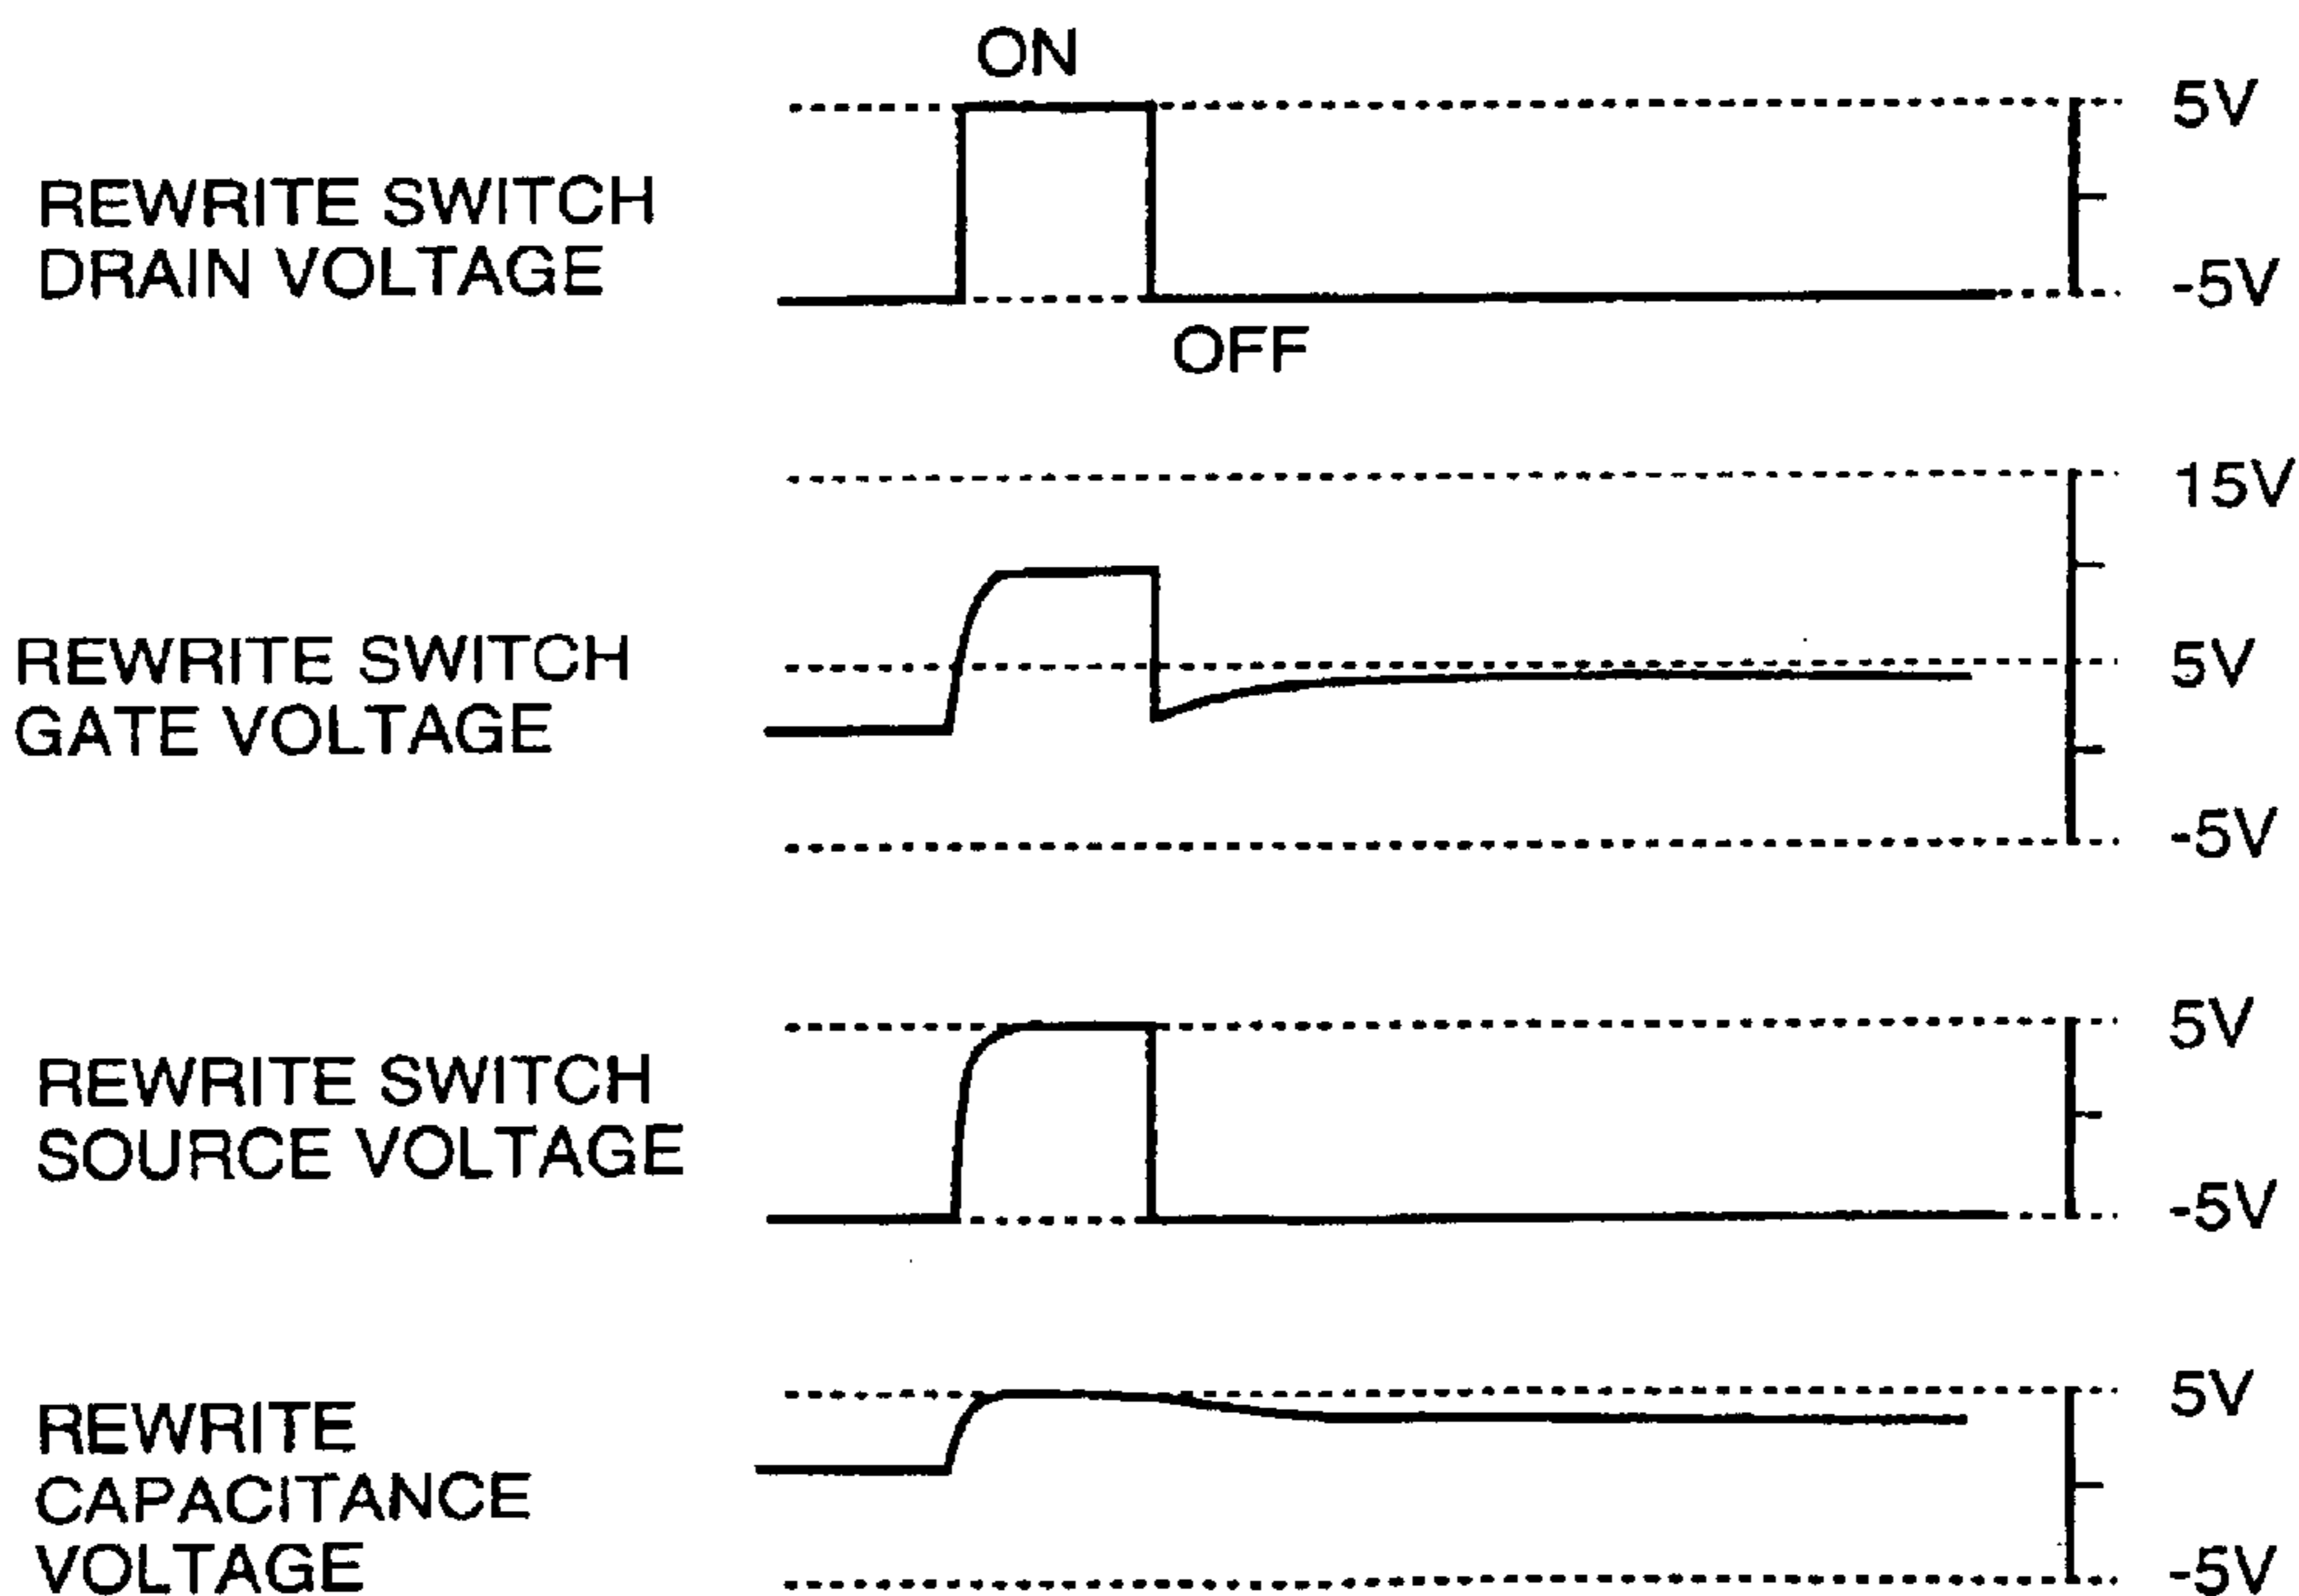 ON
5V
REWRITE SWITCH
DRAIN VOLTAGE
-5V
OFF
15V
REWRITE SWITCH
GATE VOLTAGE
5V
-5V
5V
REWRITE SWITCH
SOURCE VOLTAGE
-5V
5V
REWRITE
CAPACITANCE
VOLTAGE
-5V